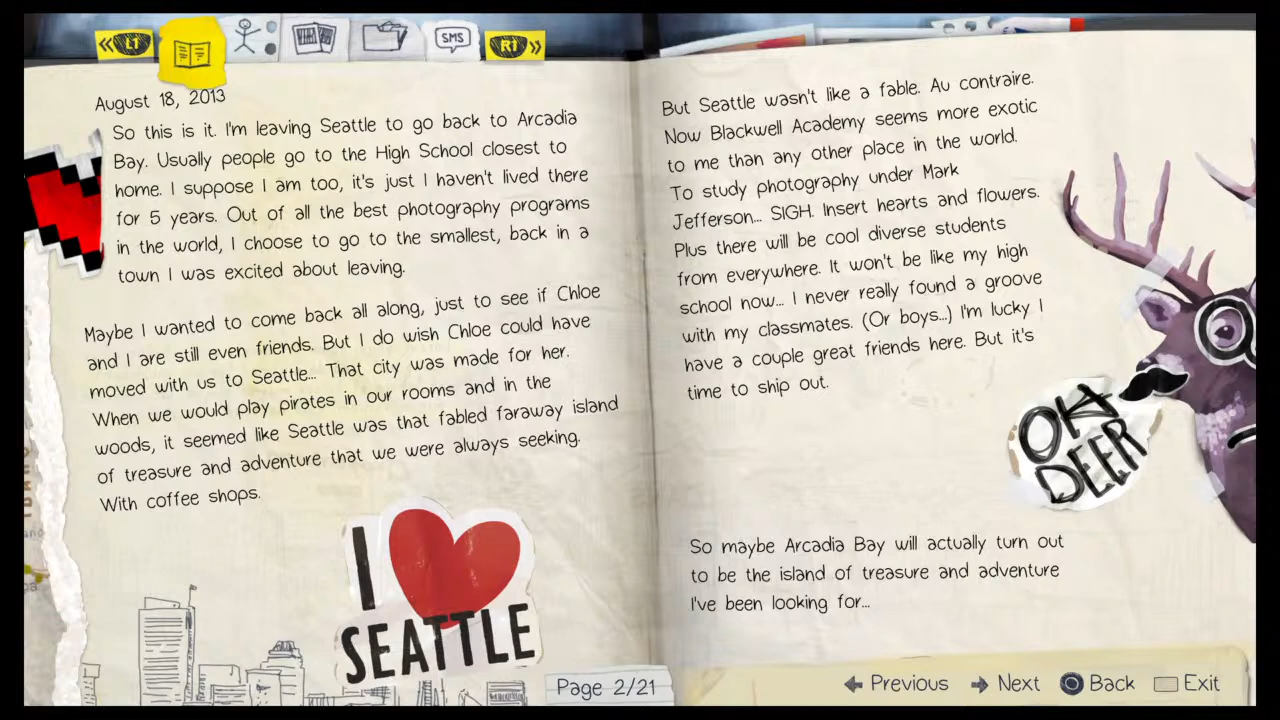 L1
SMS
R1
August 18, 2013
So this is it. I'm leaving Seattle to go back to Arcadia
Bay. Usually people go to the High School closest to
home. I suppose I am too, it's just I haven't lived there
for 5 years. Out of all the best photography programs
in the world, I choose to go to the smallest, back in a
town I was excited about leaving.
Maybe I wanted to come back all along, just to see if Chloe
and I are still even friends. But I do wish Chloe could have
moved with us to Seattle... That city was made for her.
When we would play pirates in our rooms and in the
woods, it seemed like Seattle was that fabled faraway island
of treasure and adventure that we were always seeking.
With coffee shops.
I
SEATTLE
But Seattle wasn't like a fable. Au contraire.
Now Blackwell Academy seems more exotic
to me than any other place in the world.
To study photography under Mark
Jefferson... SIGH. Insert hearts and flowers.
Plus there will be cool diverse students
from everywhere. It won't be like my high
school now... I never really found a groove
with my classmates. (Or boys...) I'm lucky I
have a couple great friends here. But it's
time to ship out.
OH
DEER
So maybe Arcadia Bay will actually turn out
to be the island of treasure and adventure
I've been looking for...
Page 2/21
Previous Next Back Exit